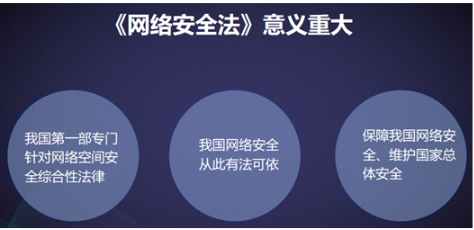 《网络安全法》意义重大
我国第一部专门
针对网络空间安
全综合性法律
我国网络安全
从此有法可依
保障我国网络安
全、维护国家总
体安全